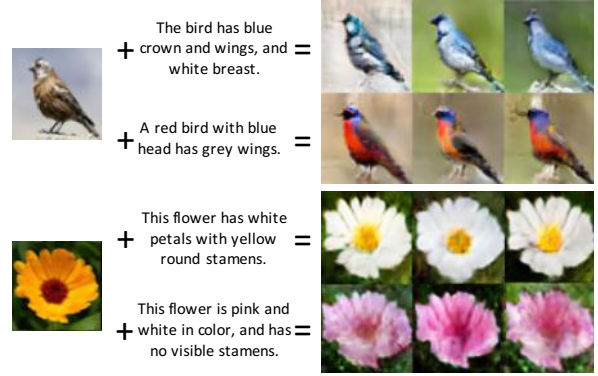 The bird has blue
+ crown and wings, and =
white breast.
A red bird with blue
+ head has grey wings. =
This flower has white
+ petals with yellow =
round stamens.
This flower is pink and
+ white in color, and has =
no visible stamens.